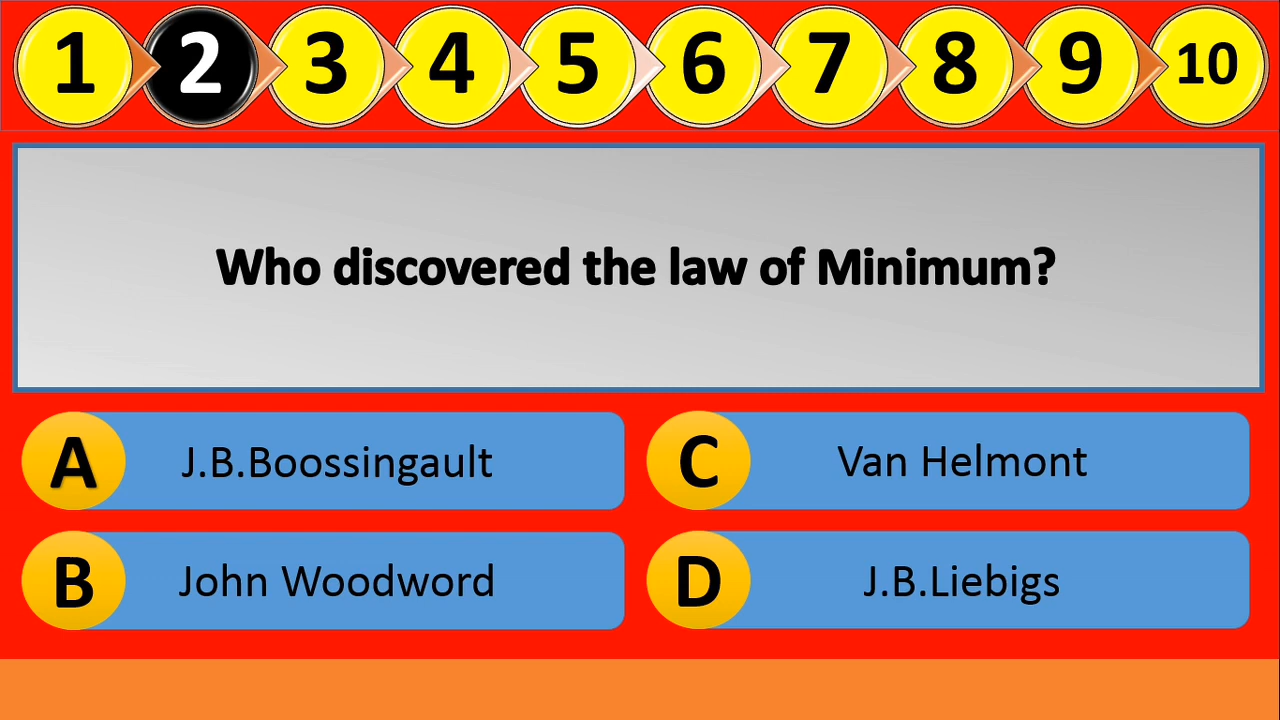 1 2 3 4 5 6 7 8 9 10
Who discovered the law of Minimum?
A J.B.Boossingault
B John Woodword
C Van Helmont
D J.B.Liebigs